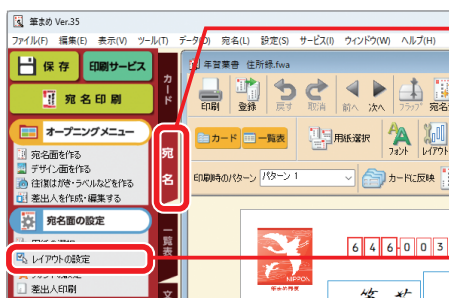 筆まめ Ver.35
ファイル(F) 編集(E) 表示(V) ツール(T) データ(D) 宛名(L) 設定(S) サービス(I) ウィンドウ(W) ヘルプ(H)
保存 印刷サービス
宛名印刷
オープニングメニュー
宛名面を作る
デザイン面を作る
往復はがき・ラベルなどを作る
差出人を作成・編集する
宛名面の設定
レイアウトの設定
差出人印刷
カード
宛名
一覧表
文
年賀葉書 住所録.fwa
印刷 登録 戻す 取消 前へ 次へ フラップ 宛名
カード 一覧表 用紙選択 フォント レイアウト
印刷時のパターン パターン 1 カードに反映
NIPPON
646-003